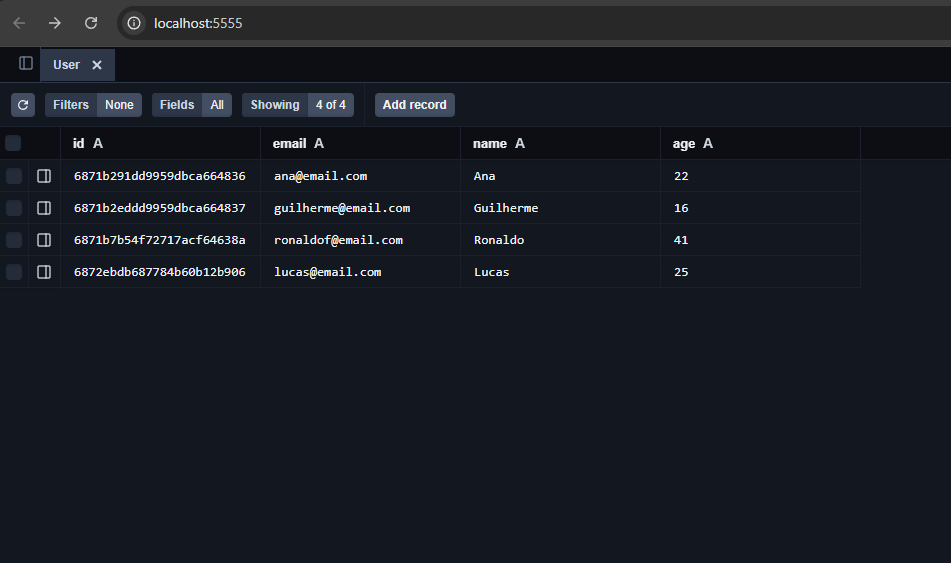 localhost:5555
User
Filters None Fields All Showing 4 of 4 Add record
id A email A name A age A
6871b291dd9959dbca664836 ana@email.com Ana 22
6871b2eddd9959dbca664837 guilherme@email.com Guilherme 16
6871b7b54f72717acf64638a ronaldof@email.com Ronaldo 41
6872ebdb687784b60b12b906 lucas@email.com Lucas 25